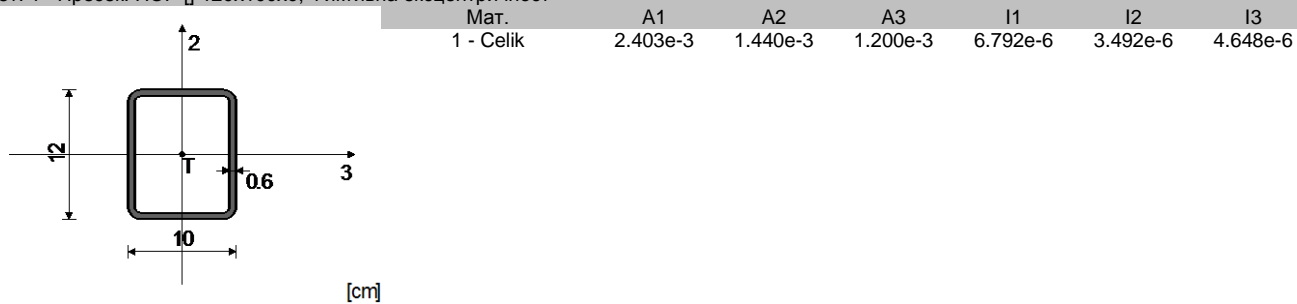 Мат. A1 A2 A3 I1 I2 I3
1 - Celik 2.403e-3 1.440e-3 1.200e-3 6.792e-6 3.492e-6 4.648e-6
2
12
T
3
0.6
10
[cm]